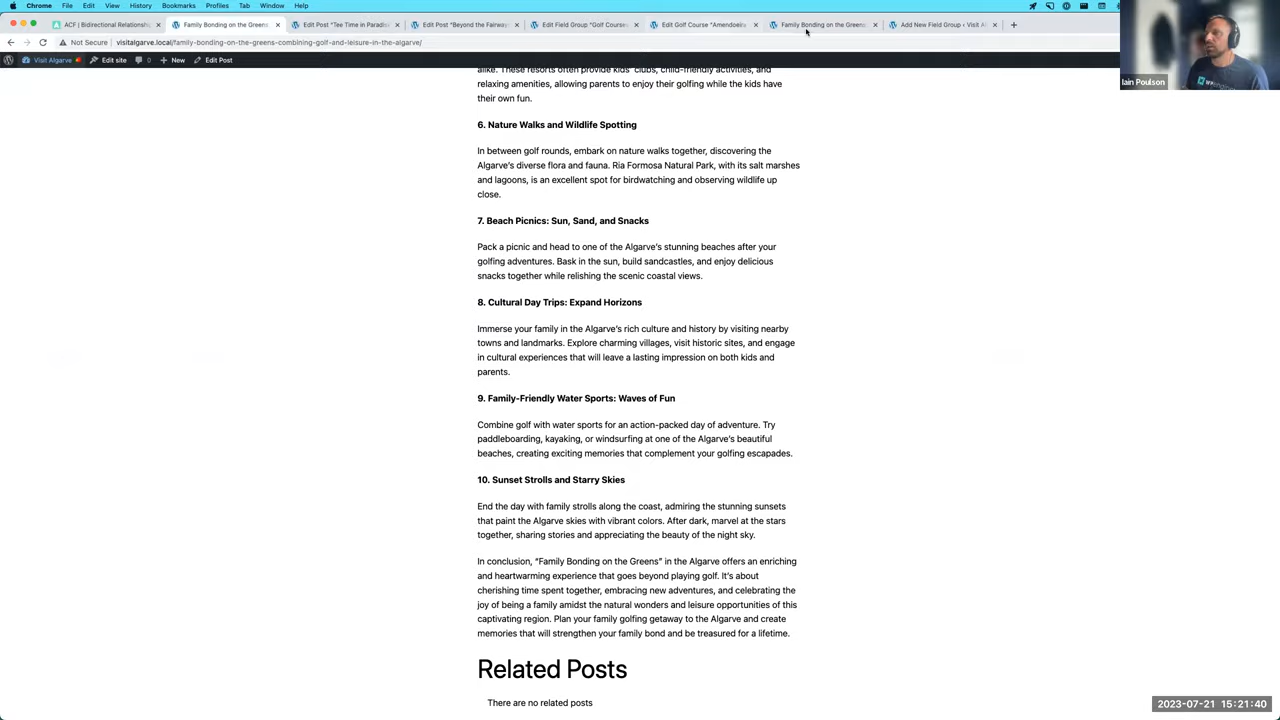 Chrome File Edit View History Bookmarks Profiles Tab Window Help
ACF | Bidirectional Relationship
Family Bonding on the Greens:
Edit Post “Tee Time in Paradise
Edit Post “Beyond the Fairway
Edit Field Group “Golf Courses
Edit Golf Course “Amendoeira
Family Bonding on the Greens:
Add New Field Group ‹ Visit Al
Not Secure visitalgarve.local/family-bonding-on-the-greens-combining-golf-and-leisure-in-the-algarve/
Visit Algarve Edit site 0 New Edit Post
Iain Poulson
alike. These resorts often provide kids’ clubs, child-friendly activities, and
relaxing amenities, allowing parents to enjoy their golfing while the kids have
their own fun.
6. Nature Walks and Wildlife Spotting
In between golf rounds, embark on nature walks together, discovering the
Algarve’s diverse flora and fauna. Ria Formosa Natural Park, with its salt marshes
and lagoons, is an excellent spot for birdwatching and observing wildlife up
close.
7. Beach Picnics: Sun, Sand, and Snacks
Pack a picnic and head to one of the Algarve’s stunning beaches after your
golfing adventures. Bask in the sun, build sandcastles, and enjoy delicious
snacks together while relishing the scenic coastal views.
8. Cultural Day Trips: Expand Horizons
Immerse your family in the Algarve’s rich culture and history by visiting nearby
towns and landmarks. Explore charming villages, visit historic sites, and engage
in cultural experiences that will leave a lasting impression on both kids and
parents.
9. Family-Friendly Water Sports: Waves of Fun
Combine golf with water sports for an action-packed day of adventure. Try
paddleboarding, kayaking, or windsurfing at one of the Algarve’s beautiful
beaches, creating exciting memories that complement your golfing escapades.
10. Sunset Strolls and Starry Skies
End the day with family strolls along the coast, admiring the stunning sunsets
that paint the Algarve skies with vibrant colors. After dark, marvel at the stars
together, sharing stories and appreciating the beauty of the night sky.
In conclusion, “Family Bonding on the Greens” in the Algarve offers an enriching
and heartwarming experience that goes beyond playing golf. It’s about
cherishing time spent together, embracing new adventures, and celebrating the
joy of being a family amidst the natural wonders and leisure opportunities of this
captivating region. Plan your family golfing getaway to the Algarve and create
memories that will strengthen your family bond and be treasured for a lifetime.
Related Posts
There are no related posts
2023-07-21 15:21:40